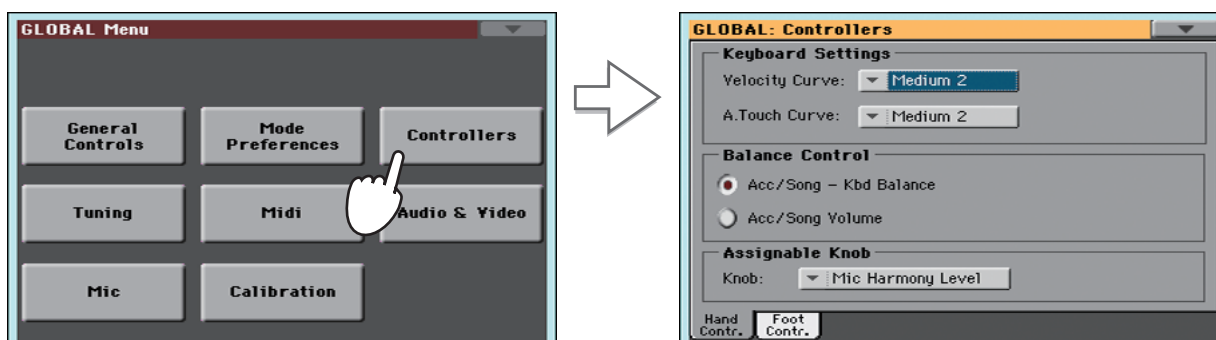 GLOBAL Menu
General
Controls
Mode
Preferences
Controllers
Tuning
Midi
Audio & Video
Mic
Calibration
GLOBAL: Controllers
Keyboard Settings
Velocity Curve: Medium 2
A.Touch Curve: Medium 2
Balance Control
Acc/Song – Kbd Balance
Acc/Song Volume
Assignable Knob
Knob: Mic Harmony Level
Hand
Contr.
Foot
Contr.